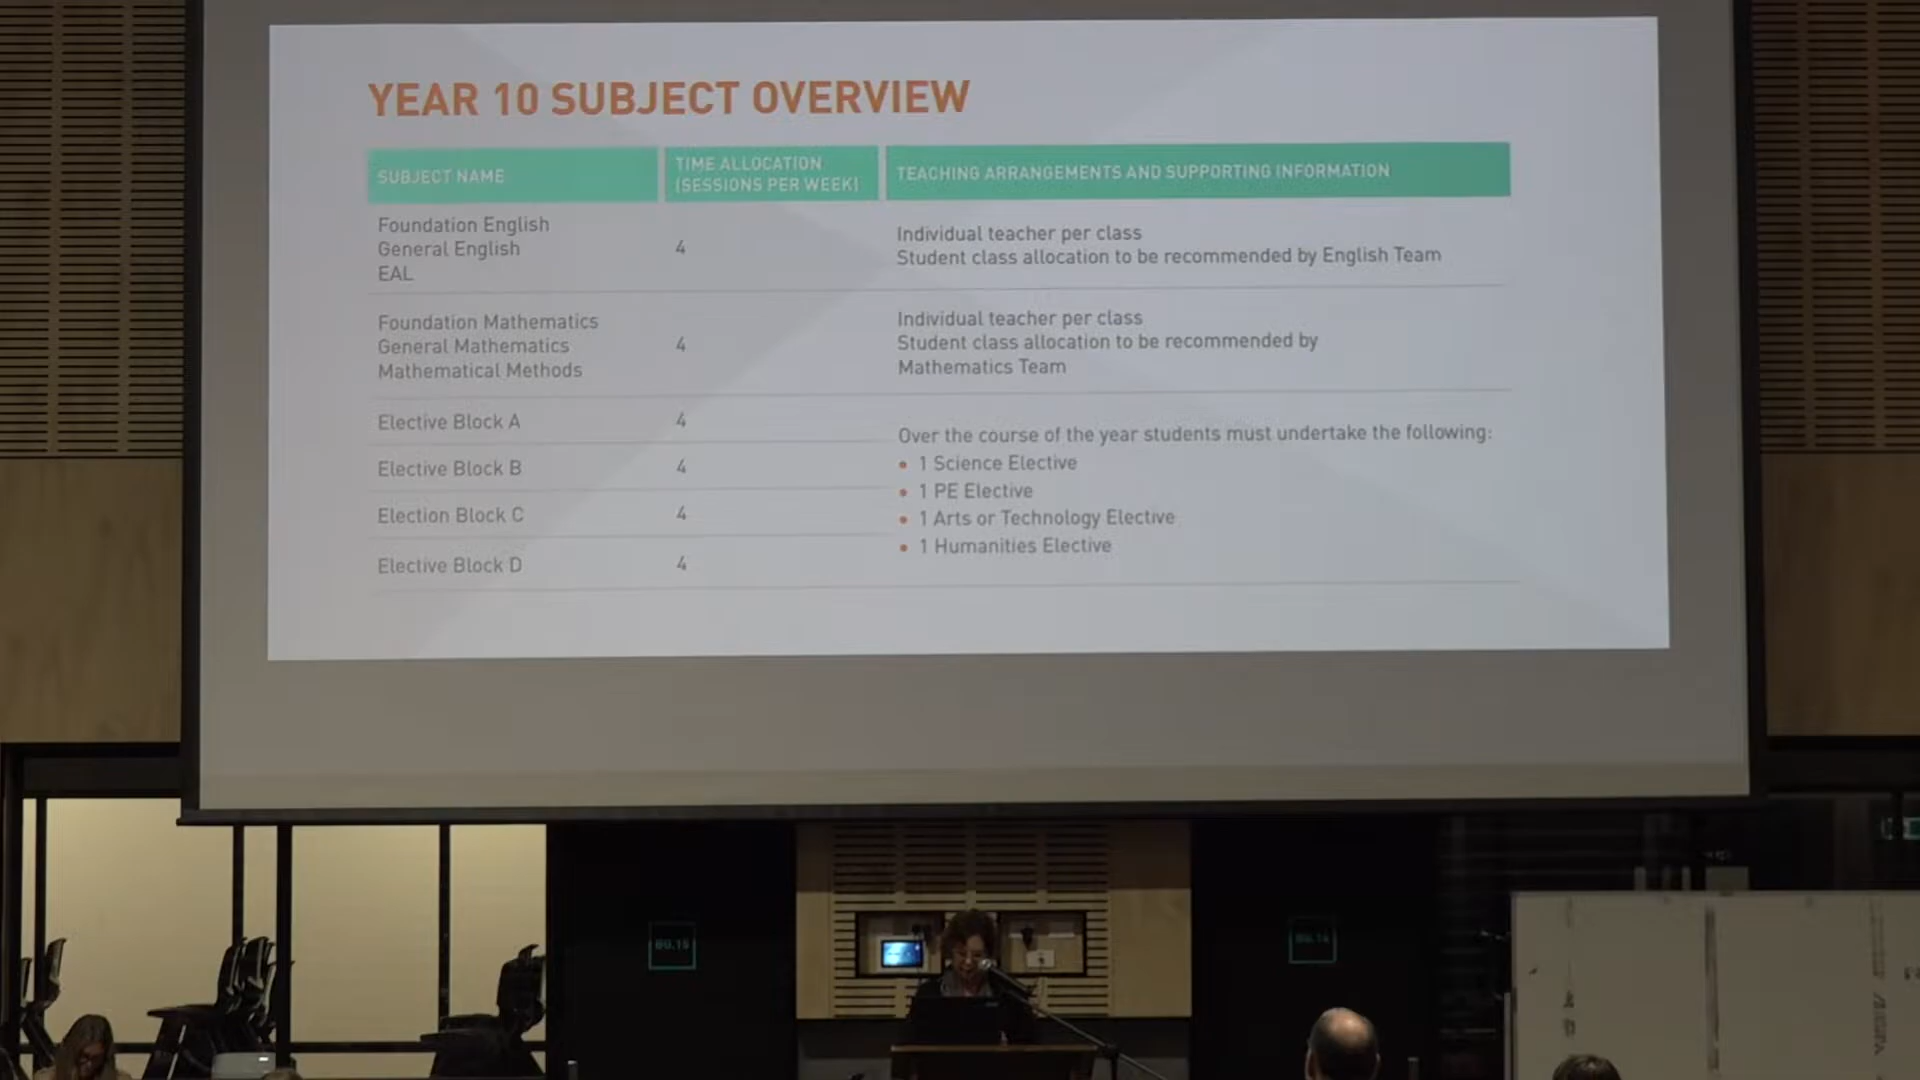 YEAR 10 SUBJECT OVERVIEW
SUBJECT NAME
TIME ALLOCATION
(SESSIONS PER WEEK)
TEACHING ARRANGEMENTS AND SUPPORTING INFORMATION
Foundation English
General English
EAL
4
Individual teacher per class
Student class allocation to be recommended by English Team
Foundation Mathematics
General Mathematics
Mathematical Methods
4
Individual teacher per class
Student class allocation to be recommended by
Mathematics Team
Elective Block A
4
Elective Block B
4
Election Block C
4
Elective Block D
4
Over the course of the year students must undertake the following:
• 1 Science Elective
• 1 PE Elective
• 1 Arts or Technology Elective
• 1 Humanities Elective